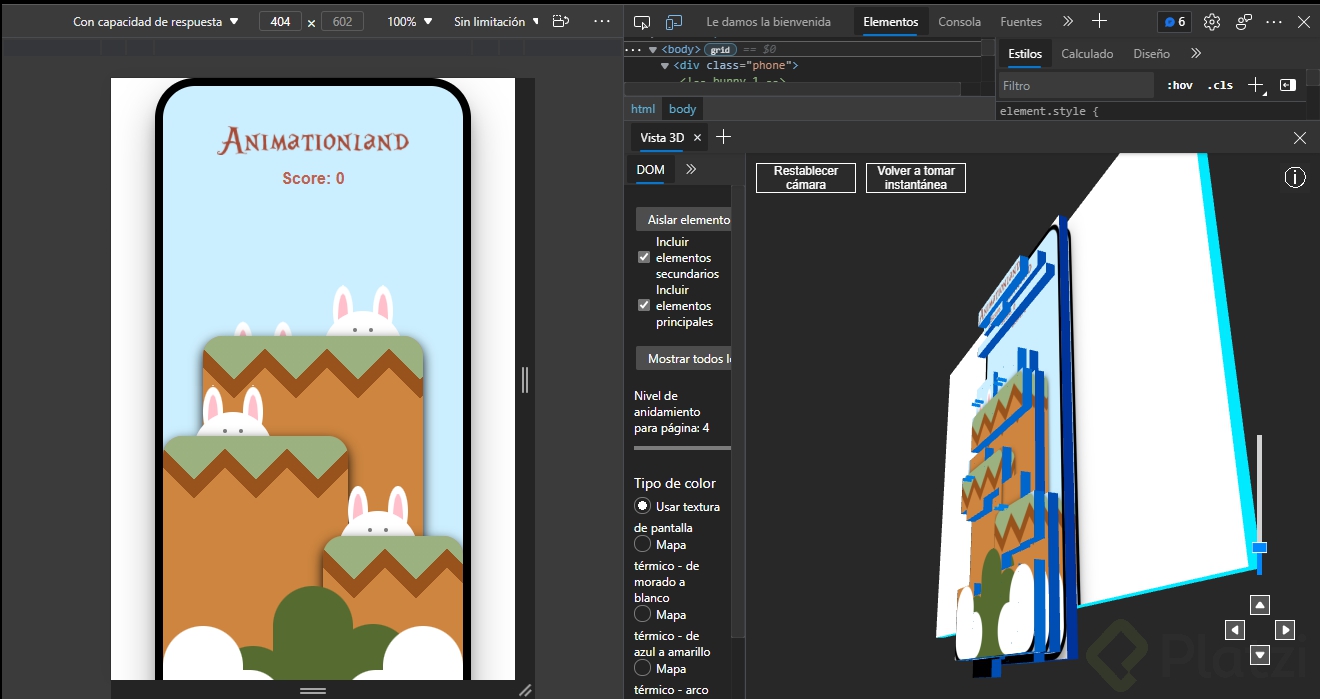 Con capacidad de respuesta 404 × 602 100% Sin limitación ···
Le damos la bienvenida Elementos Consola Fuentes 6
··· <body> grid == $0
<div class="phone">
<!-- bunny 1 -->
html body
Estilos Calculado Diseño
Filtro :hov .cls
element.style {
Animationland
Score: 0
Vista 3D
DOM
Restablecer cámara
Volver a tomar instantánea
Aislar elemento
Incluir
elementos
secundarios
Incluir
elementos
principales
Mostrar todos l
Nivel de
anidamiento
para página: 4
Tipo de color
Usar textura
de pantalla
Mapa
térmico - de
morado a
blanco
Mapa
térmico - de
azul a amarillo
Mapa
térmico - arco
Animationland
Platzi